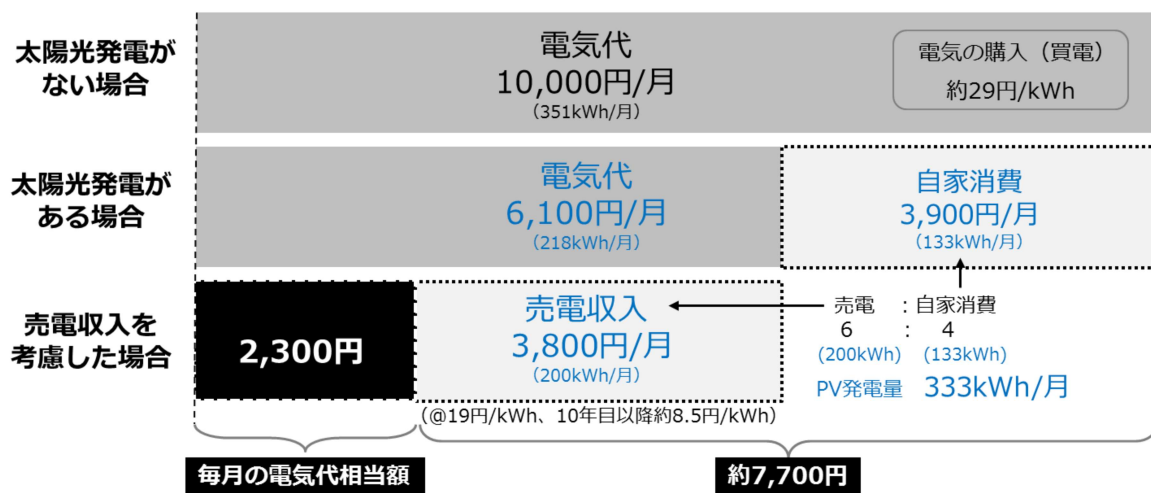 太陽光発電が
ない場合
電気代
10,000円/月
（351kWh/月）
電気の購入（買電）
約29円/kWh
太陽光発電が
ある場合
電気代
6,100円/月
（218kWh/月）
自家消費
3,900円/月
（133kWh/月）
売電収入を
考慮した場合
2,300円
売電収入
3,800円/月
（200kWh/月）
売電 ：自家消費
6 : 4
(200kWh) (133kWh)
PV発電量 333kWh/月
（@19円/kWh、10年目以降約8.5円/kWh）
毎月の電気代相当額
約7,700円